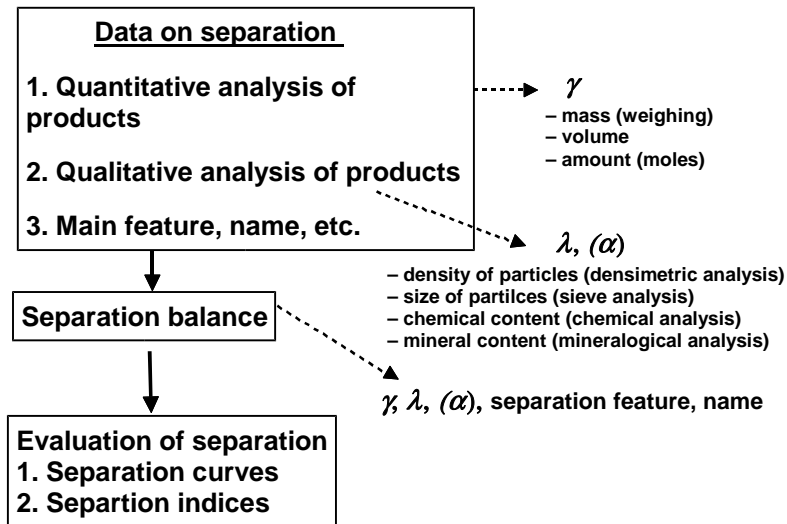 Data on separation
1. Quantitative analysis of
products
2. Qualitative analysis of products
3. Main feature, name, etc.
γ
– mass (weighing)
– volume
– amount (moles)
λ, (α)
– density of particles (densimetric analysis)
– size of partilces (sieve analysis)
– chemical content (chemical analysis)
– mineral content (mineralogical analysis)
Separation balance
γ, λ, (α), separation feature, name
Evaluation of separation
1. Separation curves
2. Separtion indices